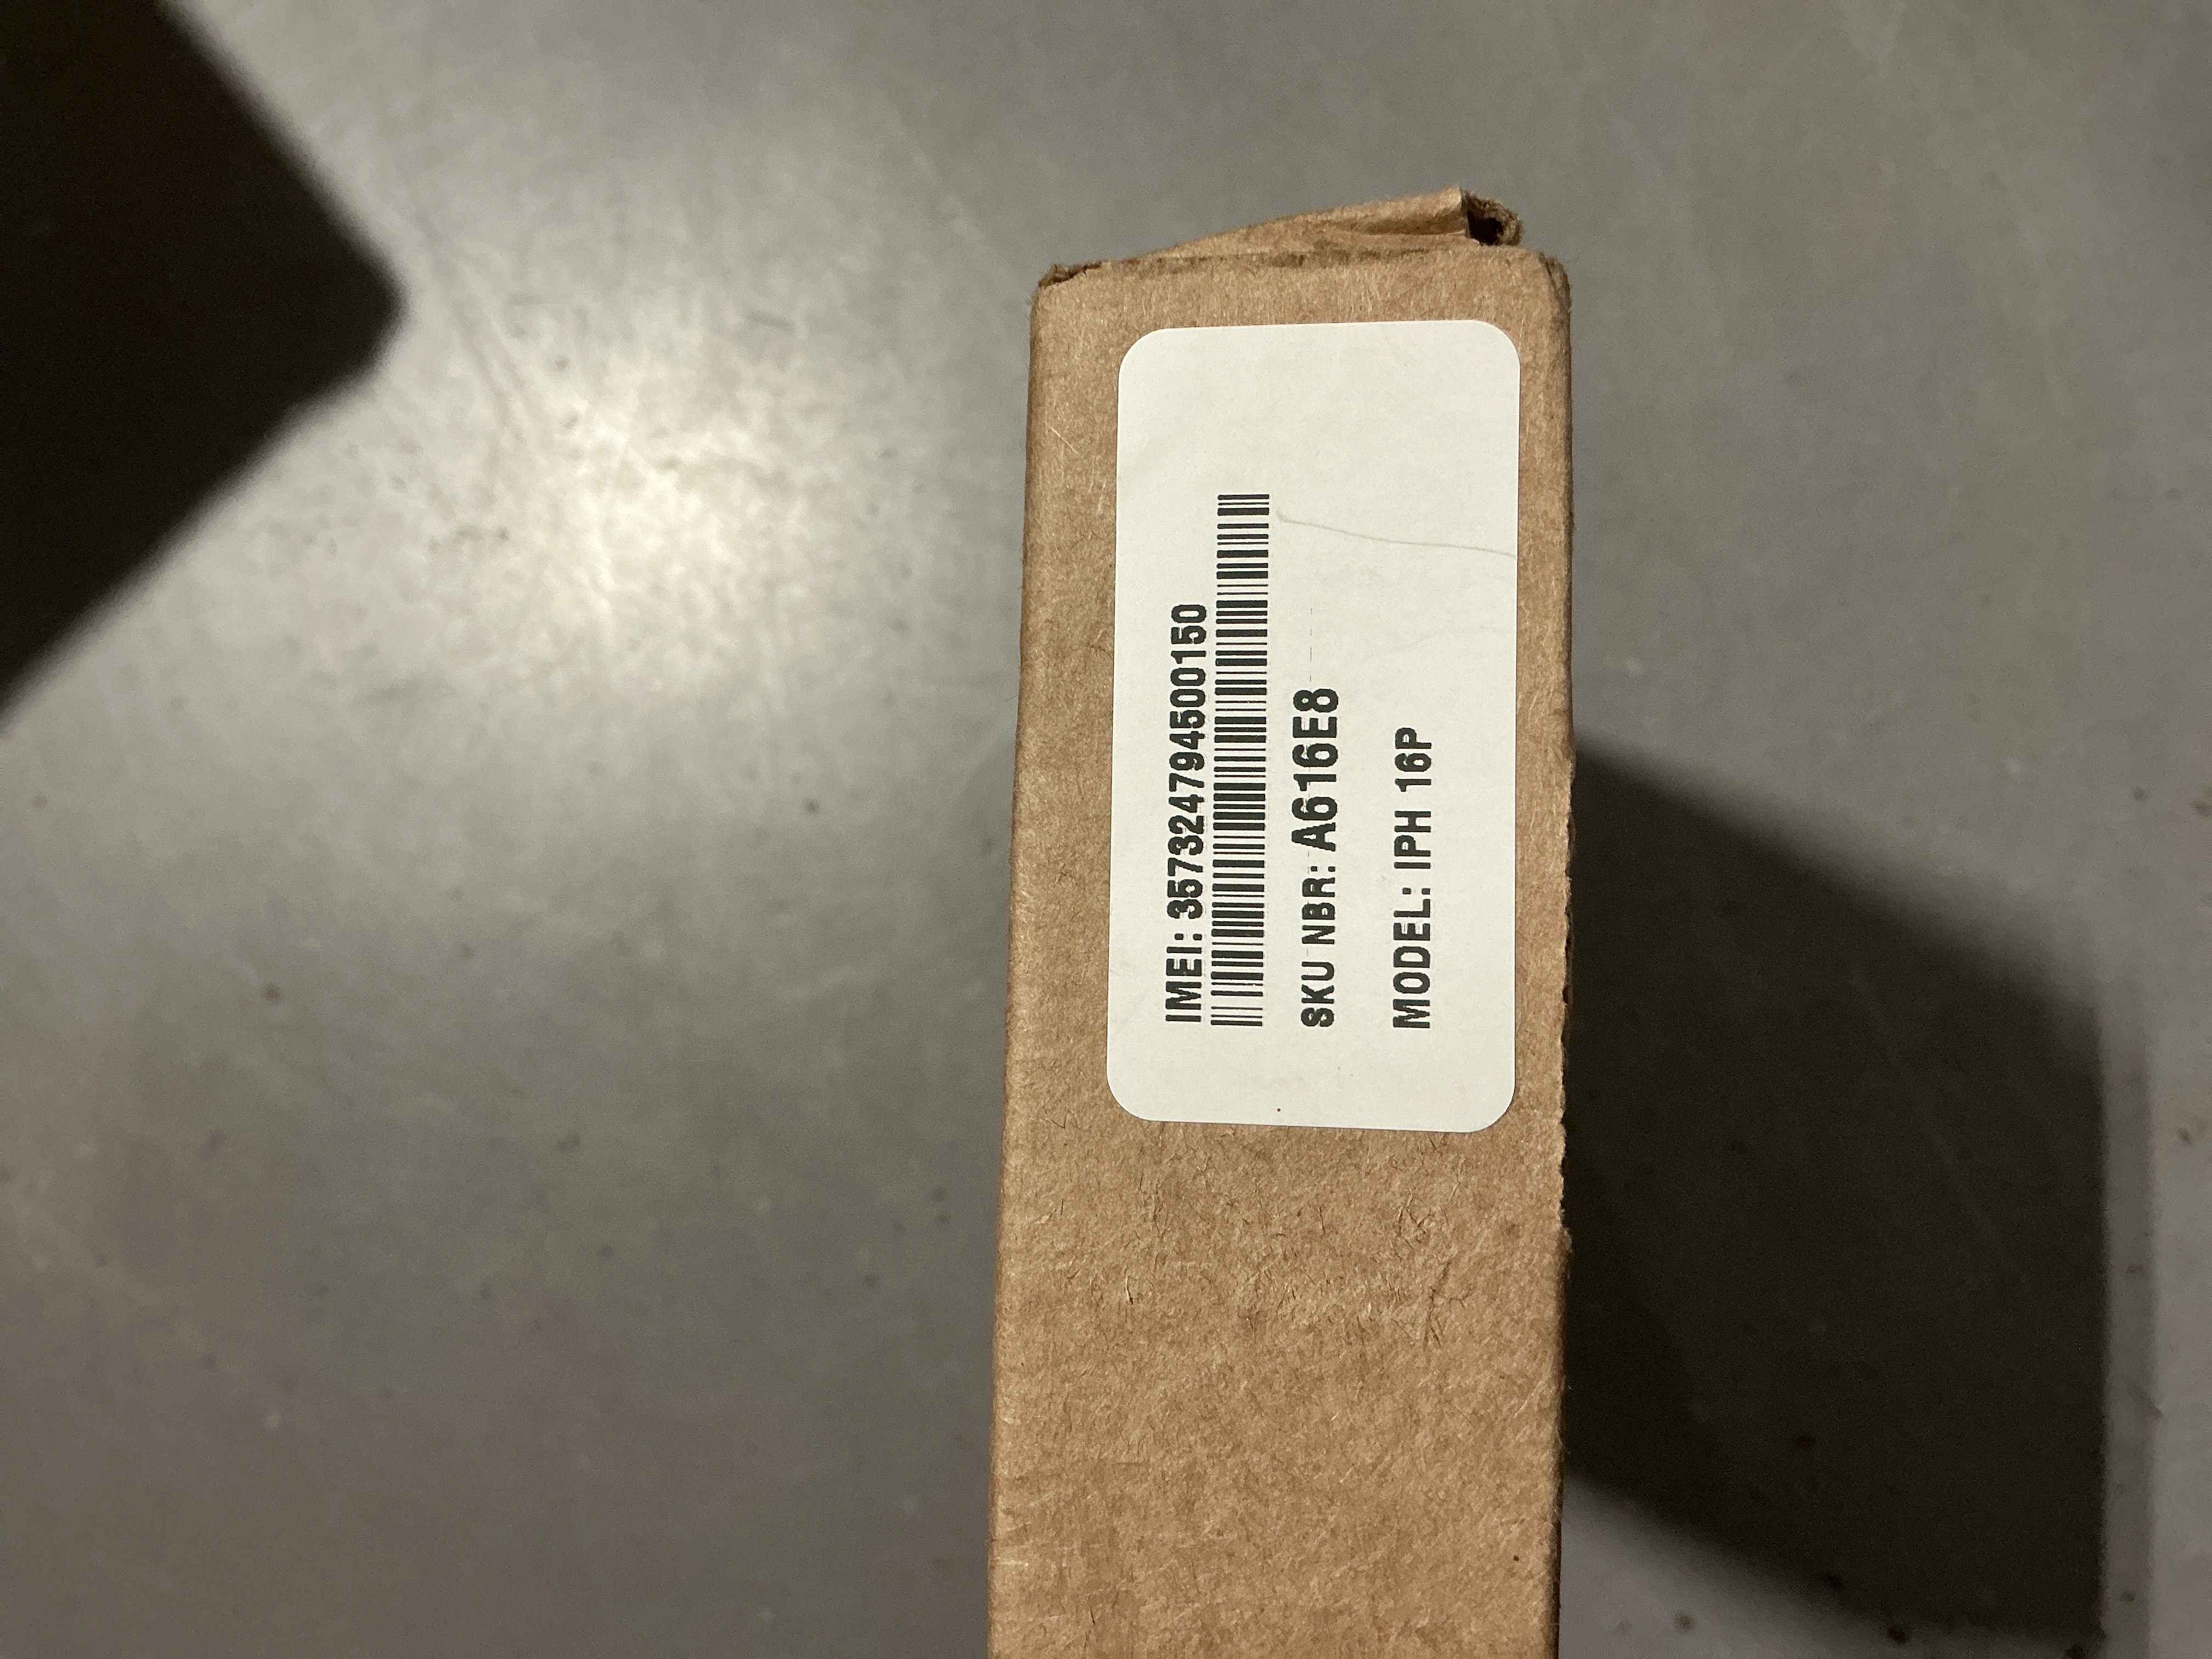 IMEI: 357324794500150
SKU NBR: A616E8
MODEL: IPH 16P